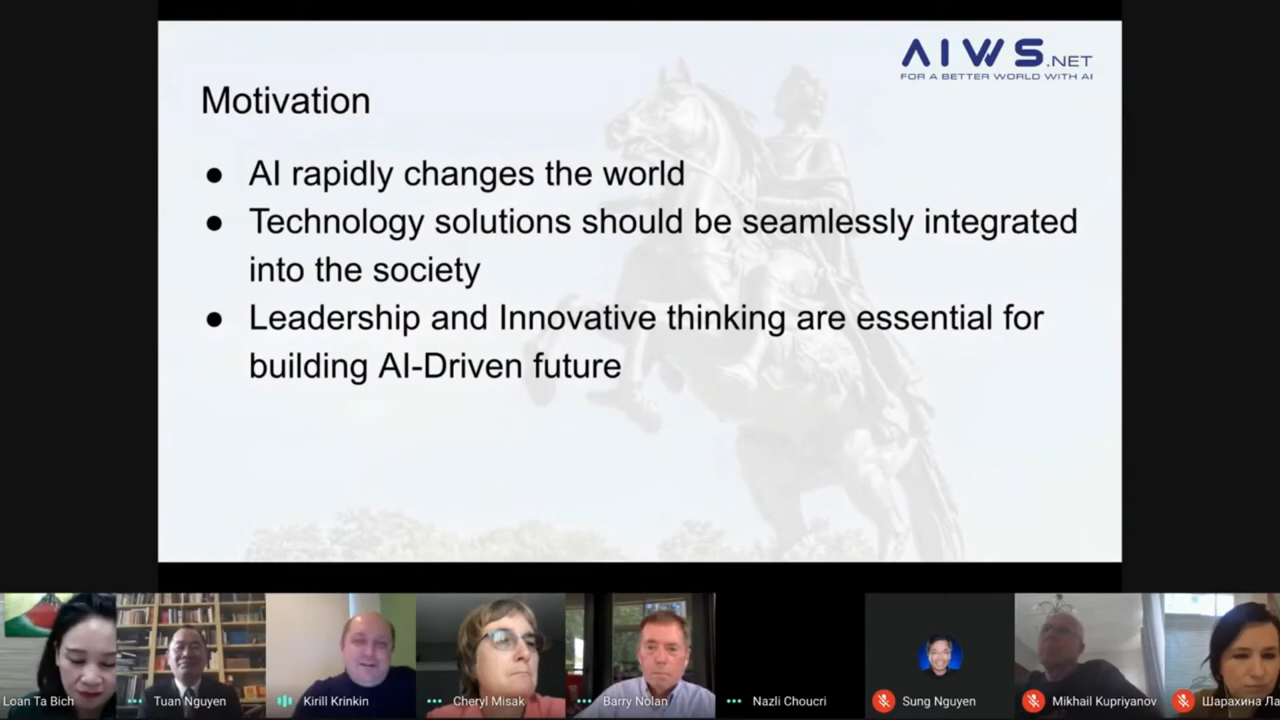 AIWS.NET
FOR A BETTER WORLD WITH AI
Motivation
● AI rapidly changes the world
● Technology solutions should be seamlessly integrated
into the society
● Leadership and Innovative thinking are essential for
building AI-Driven future
Loan Ta Bich
Tuan Nguyen
Kirill Krinkin
Cheryl Misak
Barry Nolan
Nazli Choucri
Sung Nguyen
Mikhail Kupriyanov
Шарахина Ла